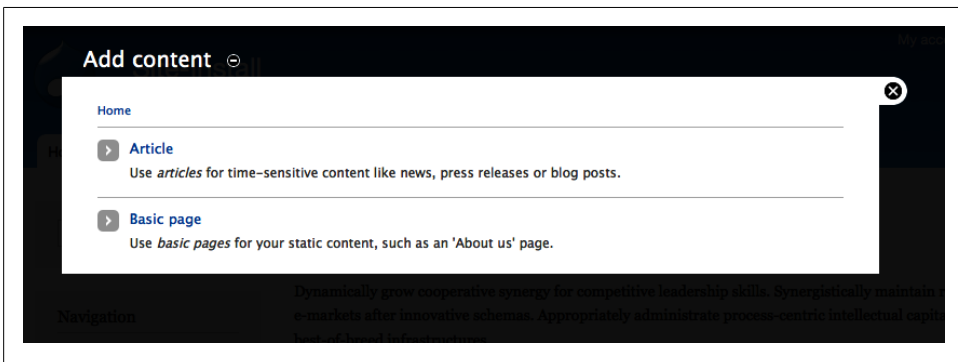 My acc
Add content
Site-Install
Home
Article
Use articles for time-sensitive content like news, press releases or blog posts.
Basic page
Use basic pages for your static content, such as an 'About us' page.
Dynamically grow cooperative synergy for competitive leadership skills. Synergistically maintain
Navigation
e-markets after innovative schemas. Appropriately administrate process-centric intellectual capita
best-of-breed infrastructures